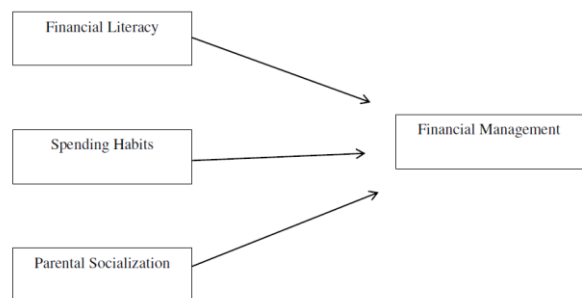 Financial Literacy
Spending Habits
Financial Management
Parental Socialization